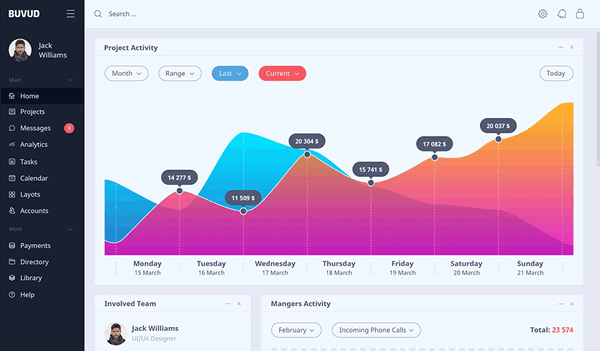 BUVUD
Search ...
Jack
Williams
Main
Home
Projects
Messages
Analytics
Tasks
Calendar
Layots
Accounts
More
Payments
Directory
Library
Help
Project Activity
Month
Range
Last
Current
Today
14 277 $
11 509 $
20 304 $
15 741 $
17 082 $
20 037 $
Monday Tuesday Wednesday Thursday Friday Saturday Sunday
15 March 16 March 17 March 18 March 19 March 20 March 21 March
Involved Team
Jack Williams
UI/UX Designer
Mangers Activity
February
Incoming Phone Calls
Total: 23 574